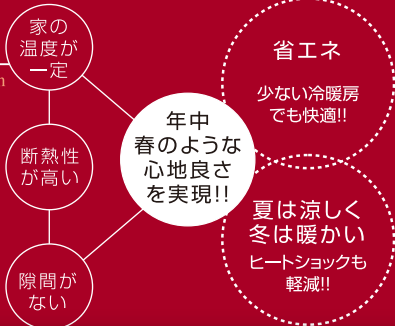 家の
温度が
一定
断熱性
が高い
隙間が
ない
年中
春のような
心地良さ
を実現!!
省エネ
少ない冷暖房
でも快適!!
夏は涼しく
冬は暖かい
ヒートショックも
軽減!!